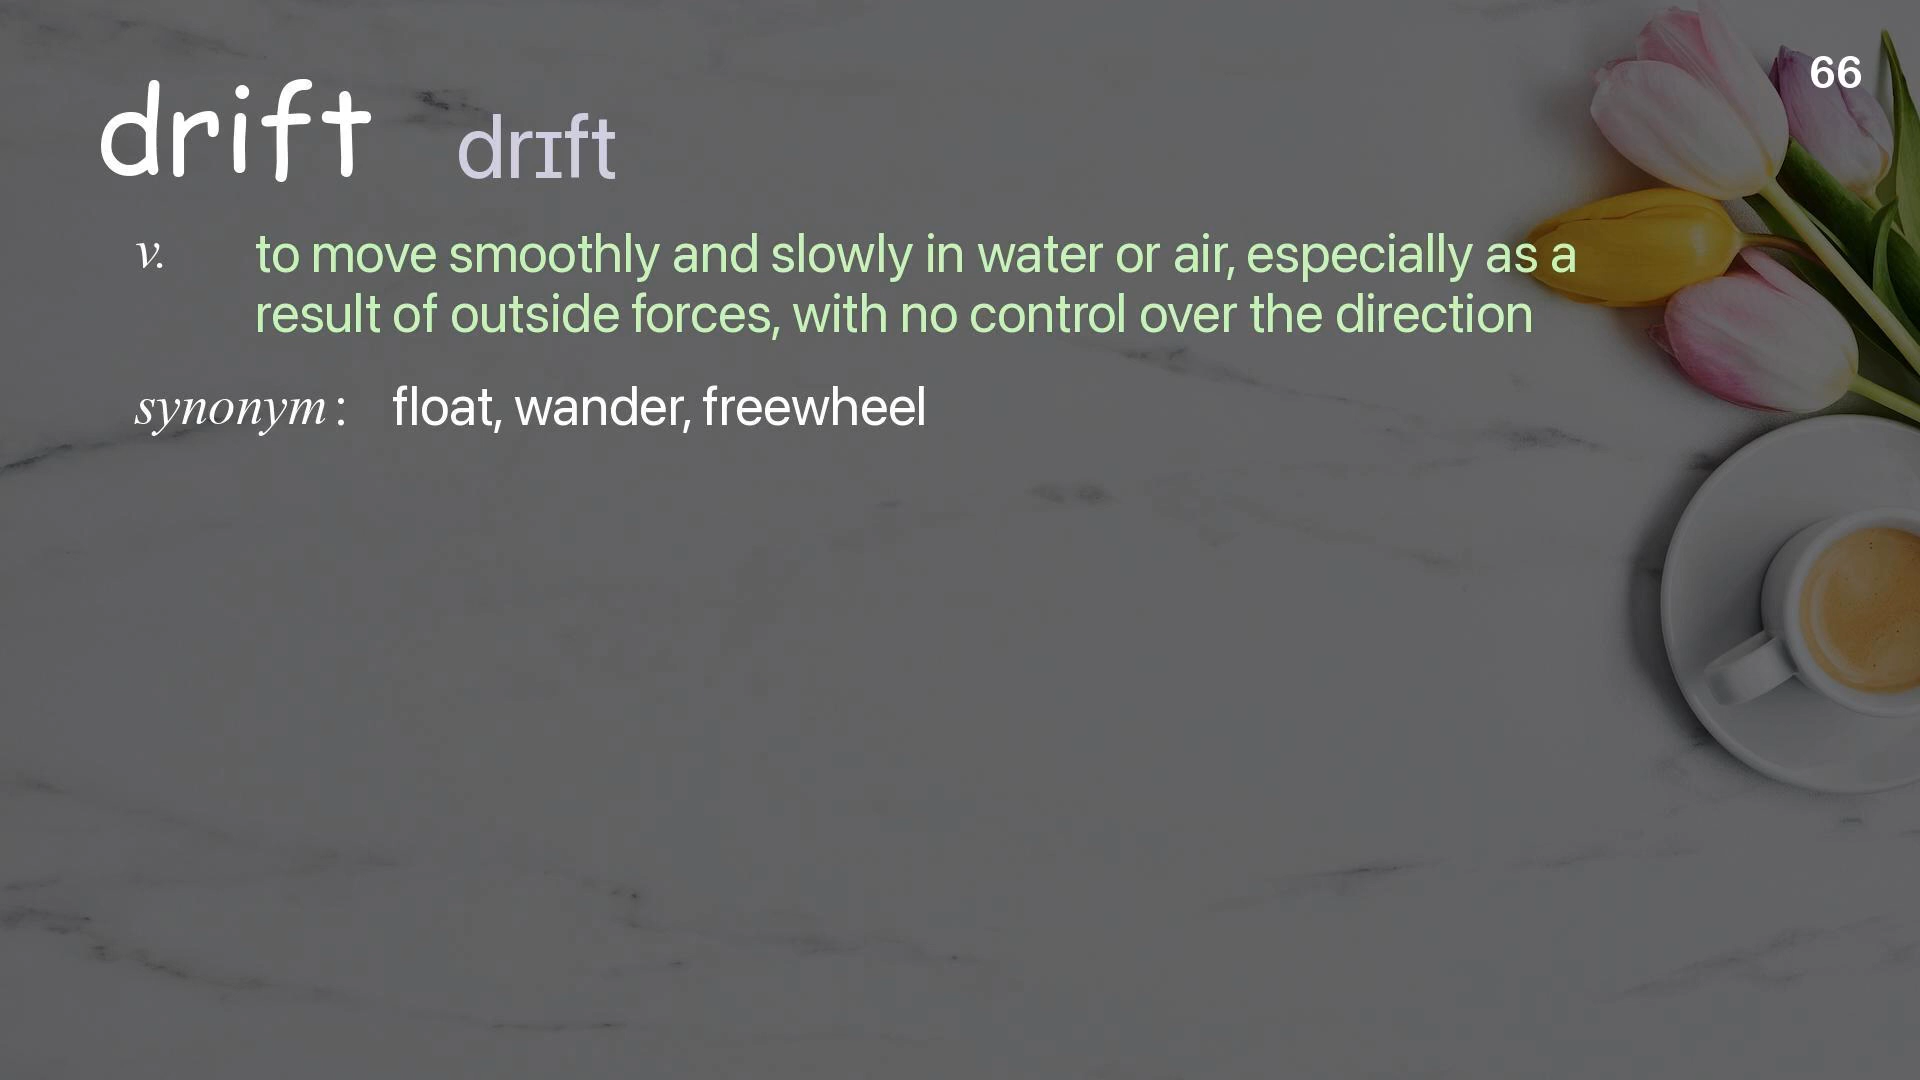 66
drift drɪft
v. to move smoothly and slowly in water or air, especially as a
result of outside forces, with no control over the direction
synonym : float, wander, freewheel